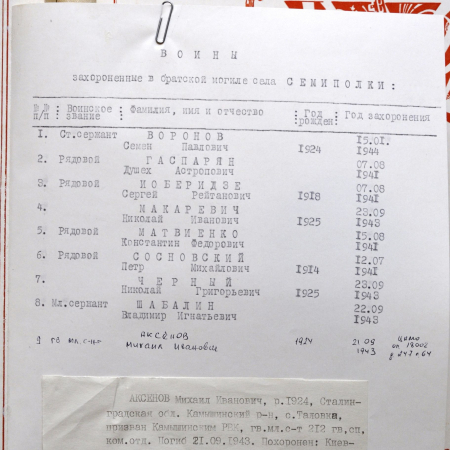 ВОИНЫ
захороненные в братской могиле села СЕМИПОЛКИ:
№№ п/п Воинское звание Фамилия, имя и отчество Год рожден. Год захоронения
1. Ст.сержант ВОРОНОВ 15.01.
Семен Павлович 1924 1944
2. Рядовой ГАСПАРЯН 07.08
Душех Астропович 1941
3. Рядовой ИОБЕРИДЗЕ 07.08
Сергей Рейтанович 1918 1941
4. МАКАРЕВИЧ 23.09
Николай Иванович 1925 1943
5. Рядовой МАТВИЕНКО 15.08
Константин Федорович 1941
6. Рядовой СОСНОВСКИЙ 12.07
Петр Михайлович 1914 1941
7. ЧЕРНЫЙ 23.09
Николай Григорьевич 1925 1943
8. Мл.сержант ШАБАЛИН 22.09
Владимир Игнатьевич 1943
9 гв мл. с-нт АКСЁНОВ 1924 21 09
Михаил Иванович 1943
АКСЕНОВ Михаил Иванович, р.1924, Сталин-
градская обл. Камышинский р-н, с.Таловка,
призван Камышинским РВК, гв.мл.с-т 212 гв.сп,
ком.отд. Погиб 21.09.1943. Похоронен: Киев-